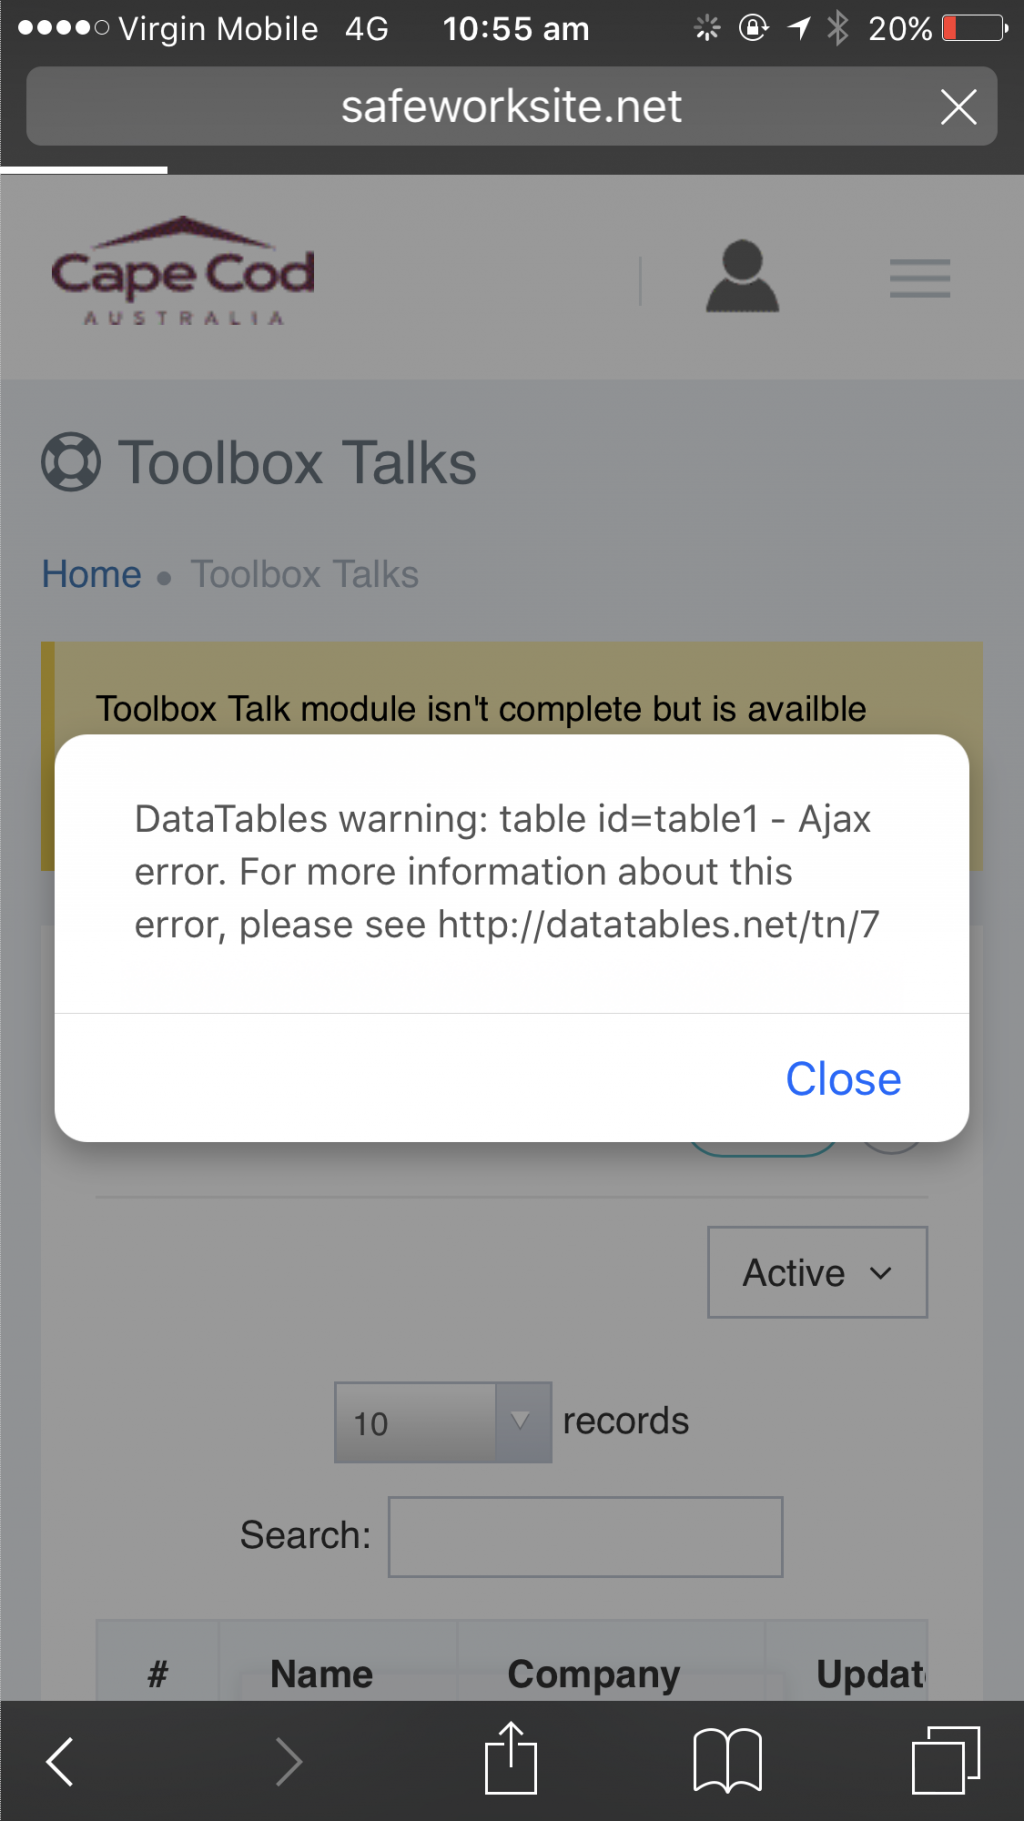 Virgin Mobile 4G 10:55 am 20%
safeworksite.net
Cape Cod
AUSTRALIA
Toolbox Talks
Home • Toolbox Talks
Toolbox Talk module isn't complete but is availble
DataTables warning: table id=table1 - Ajax
error. For more information about this
error, please see http://datatables.net/tn/7
Close
Active
10 records
Search:
# Name Company Updat